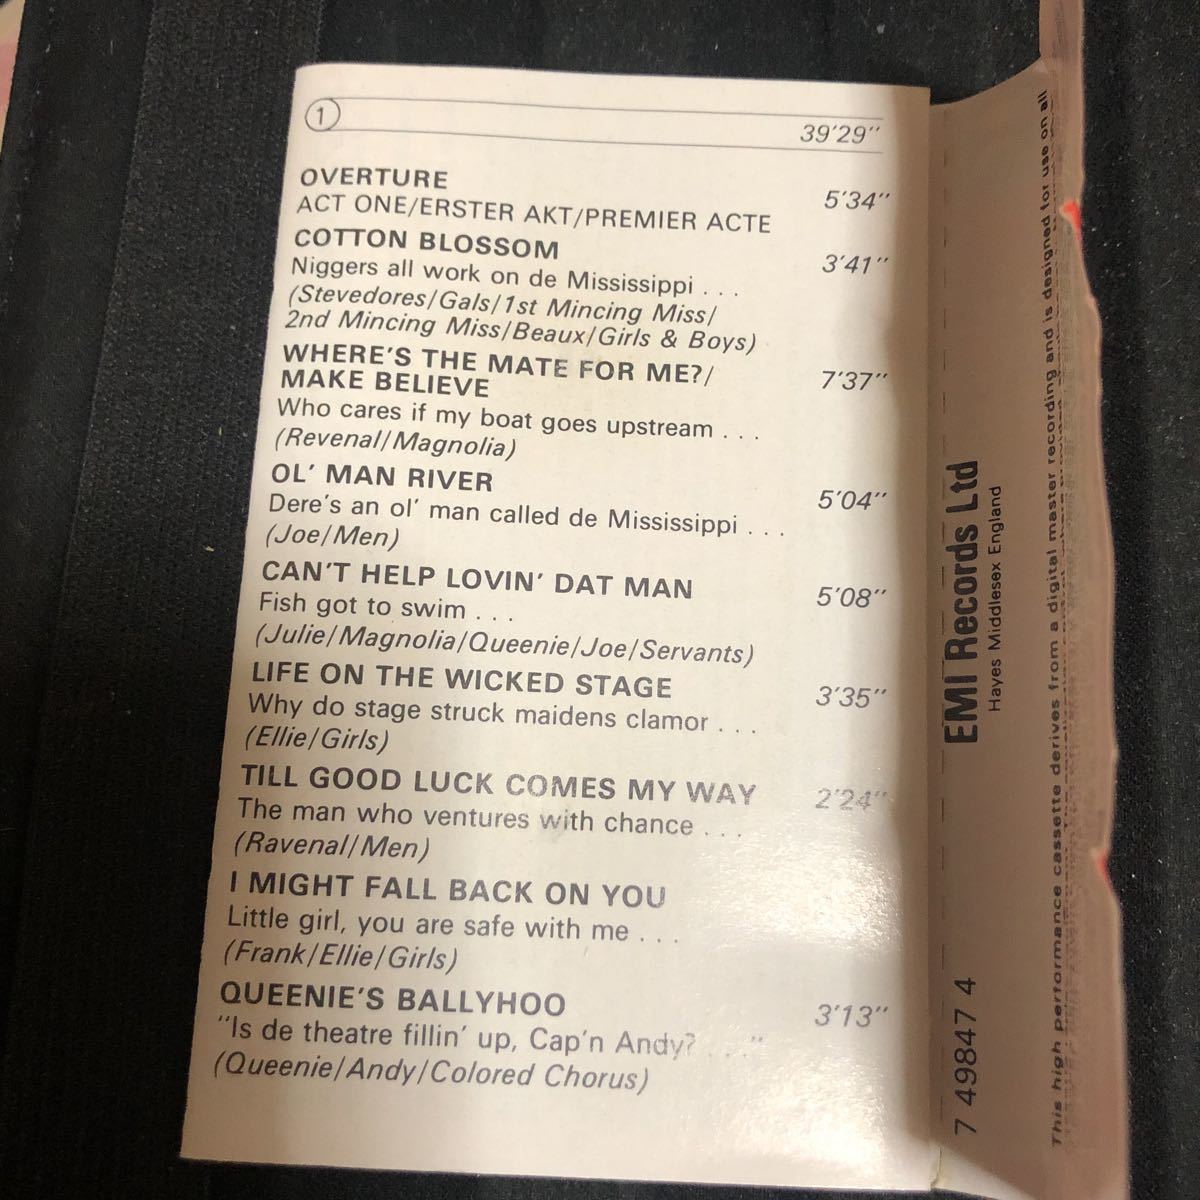 1
39'29"
OVERTURE 5'34"
ACT ONE/ERSTER AKT/PREMIER ACTE
COTTON BLOSSOM 3'41"
Niggers all work on de Mississippi . . .
(Stevedores/Gals/1st Mincing Miss/
2nd Mincing Miss/Beaux/Girls & Boys)
WHERE'S THE MATE FOR ME?/
MAKE BELIEVE 7'37"
Who cares if my boat goes upstream . . .
(Revenal/Magnolia)
OL' MAN RIVER 5'04"
Dere's an ol' man called de Mississippi . . .
(Joe/Men)
CAN'T HELP LOVIN' DAT MAN 5'08"
Fish got to swim . . .
(Julie/Magnolia/Queenie/Joe/Servants)
LIFE ON THE WICKED STAGE 3'35"
Why do stage struck maidens clamor . . .
(Ellie/Girls)
TILL GOOD LUCK COMES MY WAY 2'24"
The man who ventures with chance . . .
(Ravenal/Men)
I MIGHT FALL BACK ON YOU
Little girl, you are safe with me . . .
(Frank/Ellie/Girls)
QUEENIE'S BALLYHOO 3'13"
"Is de theatre fillin' up, Cap'n Andy? . . ."
(Queenie/Andy/Colored Chorus)
7 49847 4
EMI Records Ltd
Hayes Middlesex England
This high performance cassette derives from a digital master recording and is designed for use on all